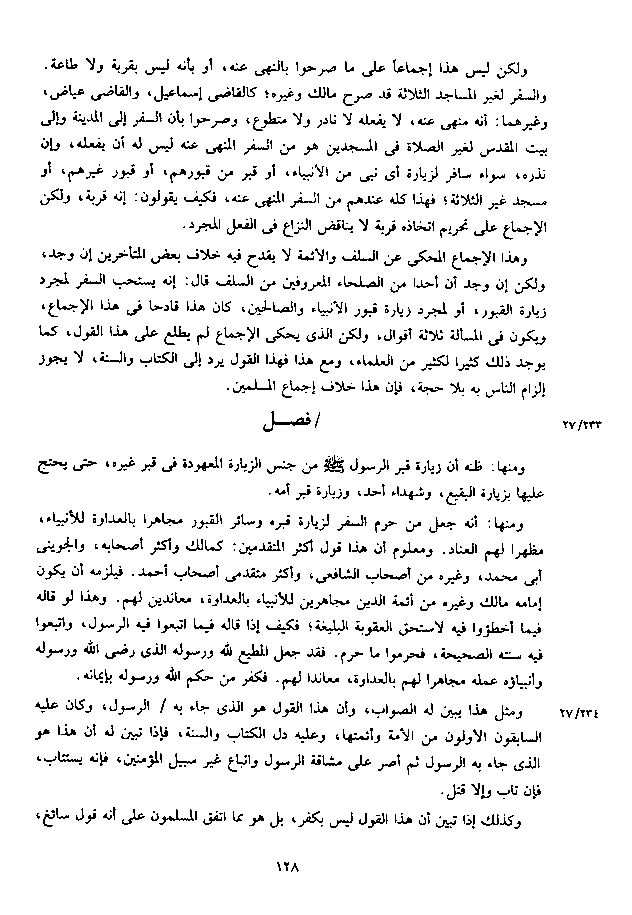 ولكن ليس هذا إجماعاً على ما صرحوا بالنهى عنه، أو بأنه ليس بقربة ولا طاعة.
والسفر لغير المساجد الثلاثة قد صرح مالك وغيره؛ كالقاضى إسماعيل، والقاضى عياض،
وغيرهما: أنه منهى عنه، لا يفعله لا نادر ولا متطوع، وصرحوا بأن السفر إلى المدينة وإلى
بيت المقدس لغير الصلاة فى المسجدين هو من السفر المنهى عنه ليس له أن يفعله، وإن
نذره، سواء سافر لزيارة أى نبى من الأنبياء، أو قبر من قبورهم، أو قبور غيرهم، أو
مسجد غير الثلاثة؛ فهذا كله عندهم من السفر المنهى عنه، فكيف يقولون: إنه قربة، ولكن
الإجماع على تحريم اتخاذه قربة لا يناقض النزاع فى الفعل المجرد.
وهذا الإجماع المحكى عن السلف والأئمة لا يقدح فيه خلاف بعض المتأخرين إن وجد،
ولكن إن وجد أن أحدا من الصلحاء المعروفين من السلف قال: إنه يستحب السفر لمجرد
زيارة القبور، أو لمجرد زيارة قبور الأنبياء والصالحين، كان هذا قادحا فى هذا الإجماع،
ويكون فى المسألة ثلاثة أقوال، ولكن الذى يحكى الإجماع لم يطلع على هذا القول، كما
يوجد ذلك كثيرا لكثير من العلماء، ومع هذا فهذا القول يرد إلى الكتاب والسنة، لا يجوز
إلزام الناس به بلا حجة، فإن هذا خلاف إجماع المسلمين.
/ فصـــل
٢٧/٢٣٣
ومنها: ظنه أن زيارة قبر الرسول ﷺ من جنس الزيارة المعهودة فى قبر غيره، حتى يحتج
عليها بزيارة البقيع، وشهداء أحد، وزيارة قبر أمه.
ومنها: أنه جعل من حرم السفر لزيارة قبره وسائر القبور مجاهرا بالعداوة للأنبياء،
مظهرا لهم العناد. ومعلوم أن هذا قول أكثر المتقدمين: كمالك وأكثر أصحابه، والجوينى
أبى محمد، وغيره من أصحاب الشافعى، وأكثر متقدمى أصحاب أحمد. فيلزمه أن يكون
إمامه مالك وغيره من أئمة الدين مجاهرين للأنبياء بالعداوة، معاندين لهم. وهذا لو قاله
فيما أخطؤوا فيه لاستحق العقوبة البليغة؛ فكيف إذا قاله فيما اتبعوا فيه الرسول، واتبعوا
فيه سنته الصحيحة، فحرموا ما حرم. فقد جعل المطيع لله ورسوله الذى رضى الله ورسوله
وأنبياؤه عمله مجاهرا لهم بالعداوة، معاندا لهم. فكفر من حكم الله ورسوله بإيمانه.
ومثل هذا يبين له الصواب، وأن هذا القول هو الذى جاء به / الرسول، وكان عليه
٢٧/٢٣٤
السابقون الأولون من الأمة وأئمتها، وعليه دل الكتاب والسنة، فإذا تبين له أن هذا هو
الذى جاء به الرسول ثم أصر على مشاقة الرسول واتباع غير سبيل المؤمنين، فإنه يستتاب،
فإن تاب وإلا قتل.
وكذلك إذا تبين أن هذا القول ليس بكفر، بل هو مما اتفق المسلمون على أنه قول سائغ،
١٢٨